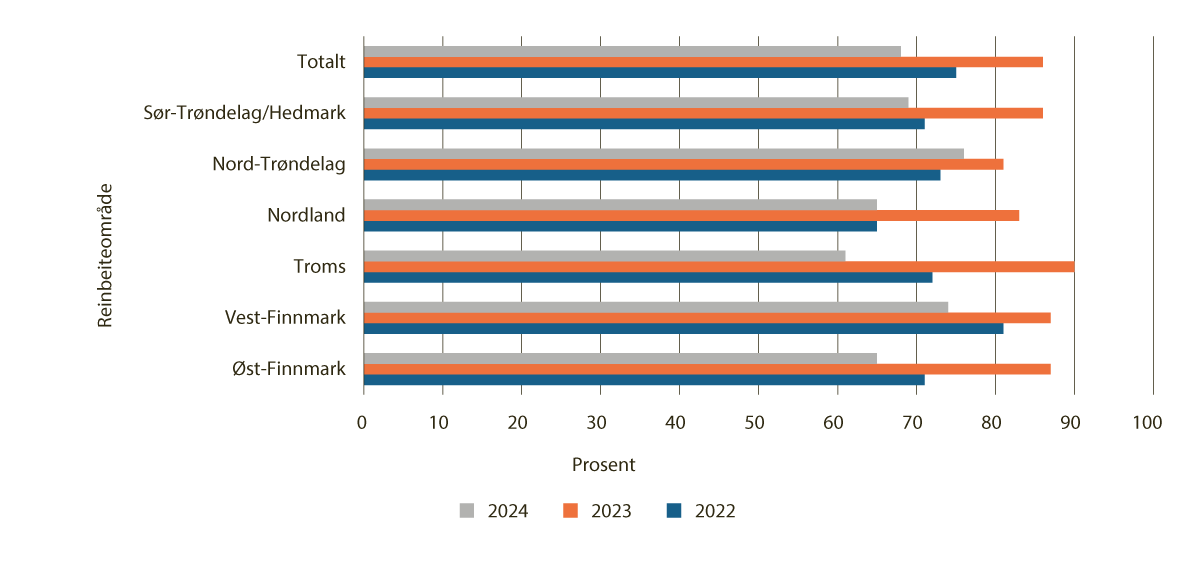 Totalt
Sør-Trøndelag/Hedmark
Nord-Trøndelag
Nordland
Troms
Vest-Finnmark
Øst-Finnmark
Reinbeiteområde
0 10 20 30 40 50 60 70 80 90 100
Prosent
2024 2023 2022